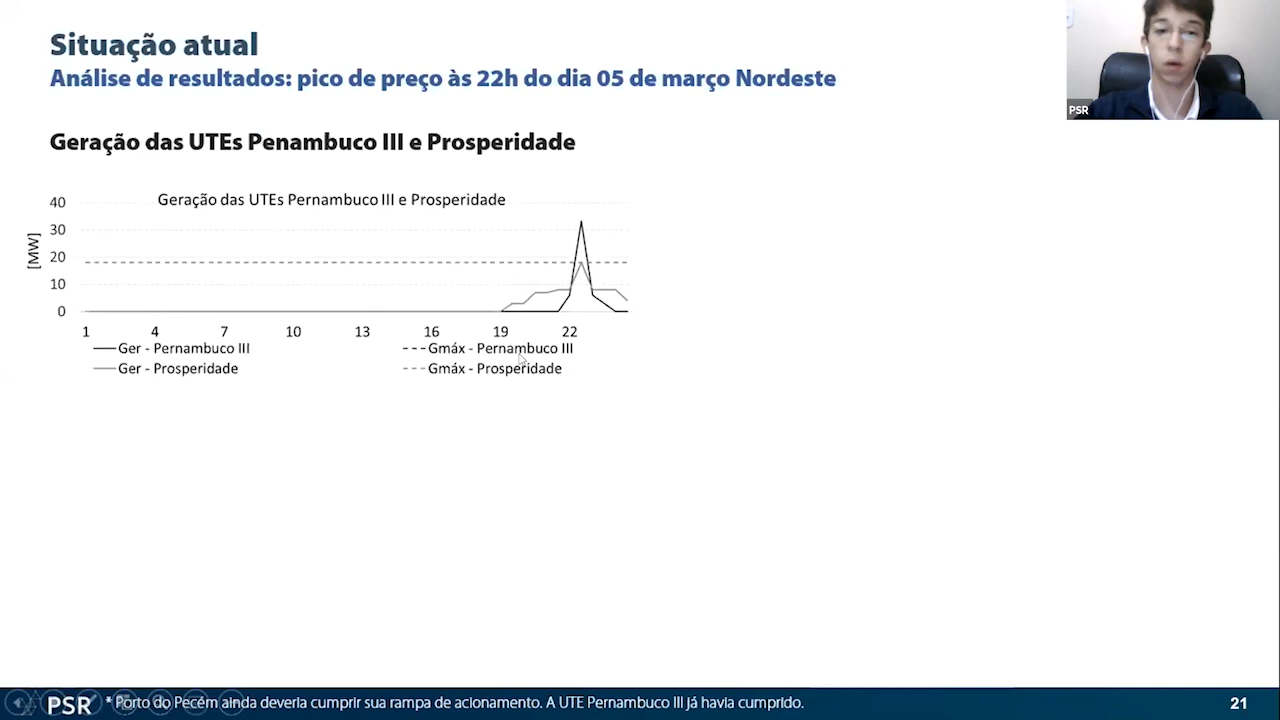 Situação atual
Análise de resultados: pico de preço às 22h do dia 05 de março Nordeste
PSR
Geração das UTEs Penambuco III e Prosperidade
Geração das UTEs Pernambuco III e Prosperidade
[MW]
40
30
20
10
0
1 4 7 10 13 16 19 22
Ger - Pernambuco III Gmáx - Pernambuco III
Ger - Prosperidade Gmáx - Prosperidade
PSR * Porto do Pecém ainda deveria cumprir sua rampa de acionamento. A UTE Pernambuco III já havia cumprido. 21